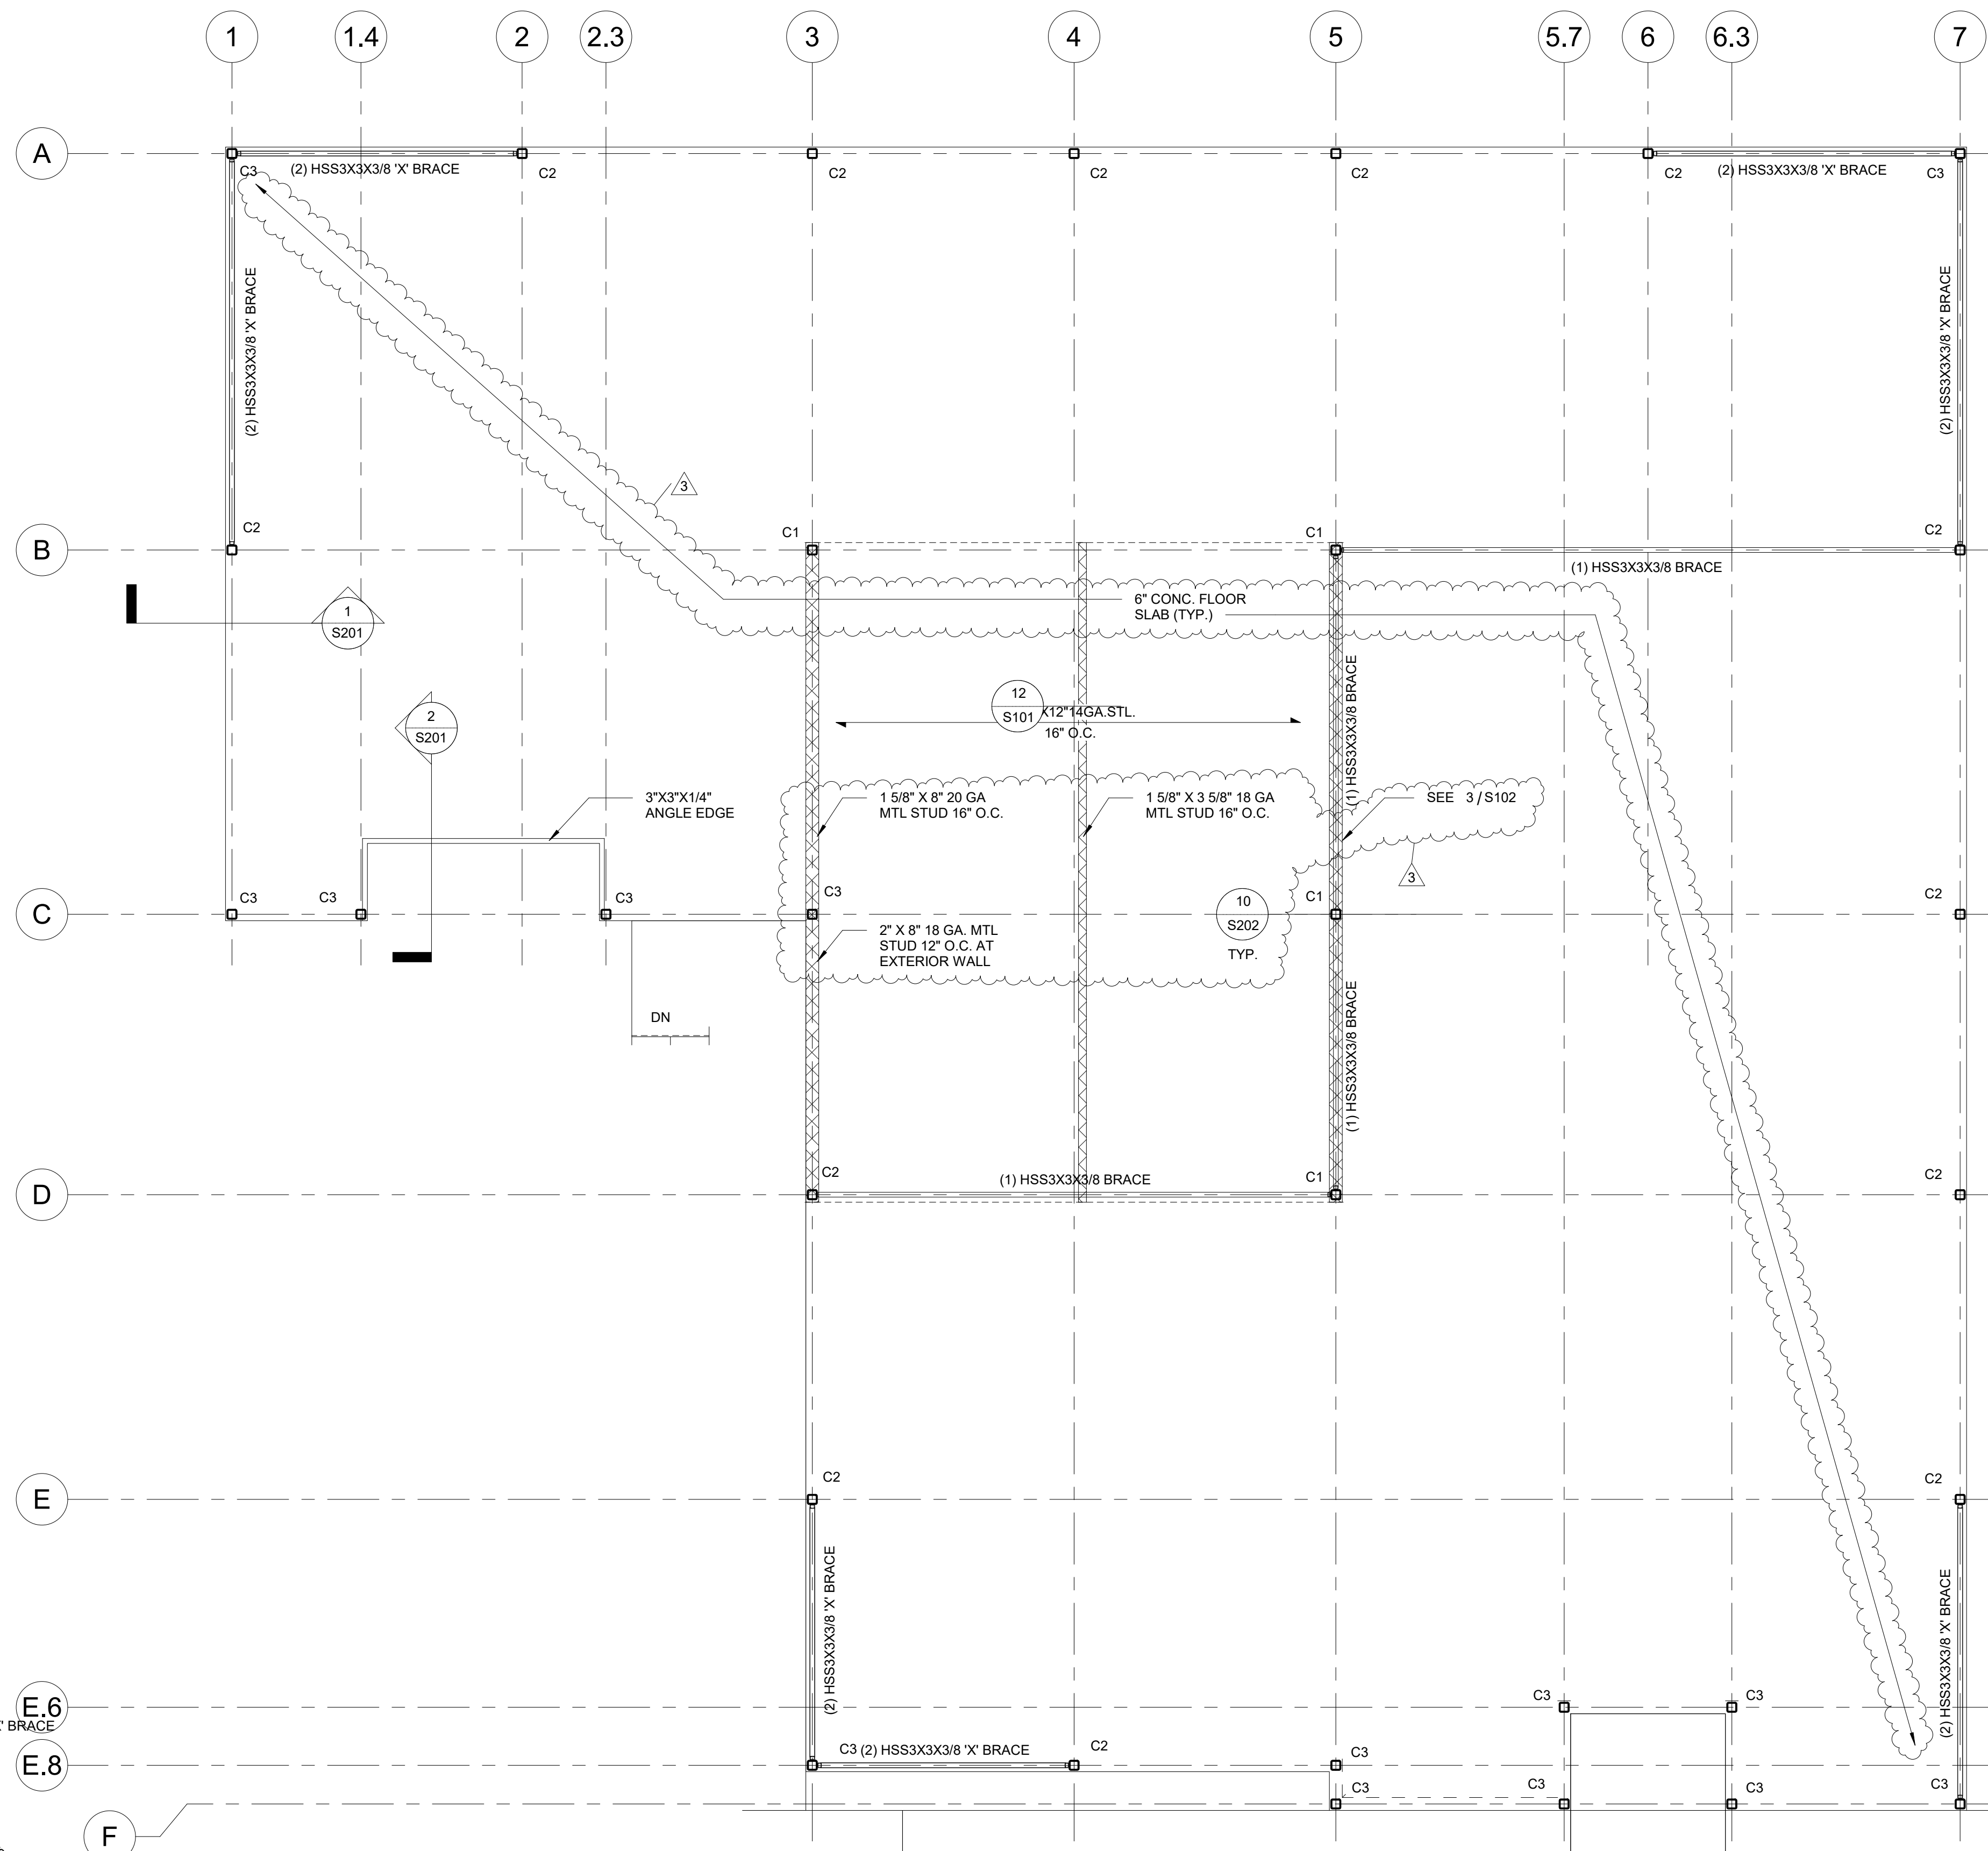 1 1.4 2 2.3 3 4 5 5.7 6 6.3 7
A
(2) HSS3X3X3/8 'X' BRACE
(2) HSS3X3X3/8 'X' BRACE
C3 C2 C2 C2 C2 C2 C3
(2) HSS3X3X3/8 'X' BRACE
(2) HSS3X3X3/8 'X' BRACE
3
C2 C1 C1 C2
B
(1) HSS3X3X3/8 BRACE
6" CONC. FLOOR
SLAB (TYP.)
1
S201
12
S101
X12"14GA.STL.
16" O.C.
2
S201
(1) HSS3X3X3/8 BRACE
3"X3"X1/4"
ANGLE EDGE
1 5/8" X 8" 20 GA
MTL STUD 16" O.C.
1 5/8" X 3 5/8" 18 GA
MTL STUD 16" O.C.
SEE 3 / S102
3
C3 C3 C3 C3 C1 C2
C
10
S202
TYP.
2" X 8" 18 GA. MTL
STUD 12" O.C. AT
EXTERIOR WALL
DN
(1) HSS3X3X3/8 BRACE
C2 (1) HSS3X3X3/8 BRACE C1 C2
D
C2 C2
E
(2) HSS3X3X3/8 'X' BRACE
(2) HSS3X3X3/8 'X' BRACE
C3 C3
E.6
' BRACE
C3 (2) HSS3X3X3/8 'X' BRACE C2 C3
E.8
C3 C3 C3 C3
F